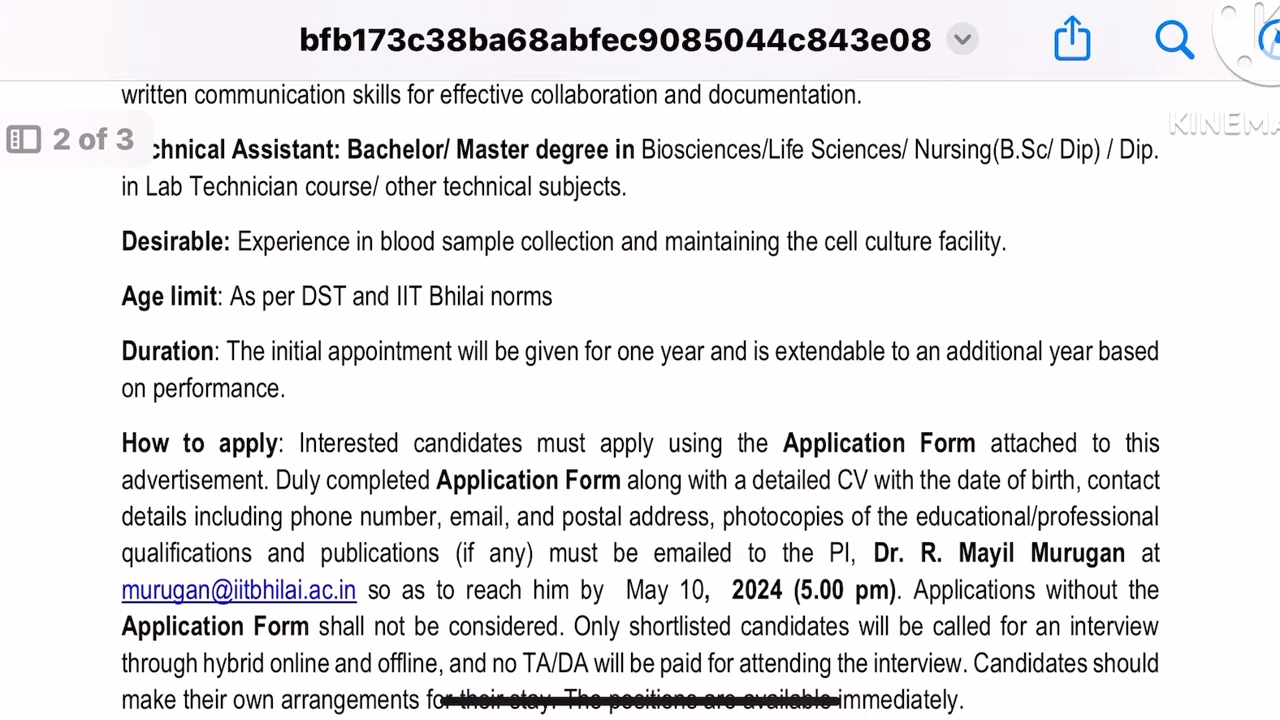 bfb173c38ba68abfec9085044c843e08
written communication skills for effective collaboration and documentation.
2 of 3
KINEMA
chnical Assistant: Bachelor/ Master degree in Biosciences/Life Sciences/ Nursing(B.Sc/ Dip) / Dip.
in Lab Technician course/ other technical subjects.
Desirable: Experience in blood sample collection and maintaining the cell culture facility.
Age limit: As per DST and IIT Bhilai norms
Duration: The initial appointment will be given for one year and is extendable to an additional year based
on performance.
How to apply: Interested candidates must apply using the Application Form attached to this
advertisement. Duly completed Application Form along with a detailed CV with the date of birth, contact
details including phone number, email, and postal address, photocopies of the educational/professional
qualifications and publications (if any) must be emailed to the PI, Dr. R. Mayil Murugan at
murugan@iitbhilai.ac.in so as to reach him by May 10, 2024 (5.00 pm). Applications without the
Application Form shall not be considered. Only shortlisted candidates will be called for an interview
through hybrid online and offline, and no TA/DA will be paid for attending the interview. Candidates should
make their own arrangements for their stay. The positions are available immediately.